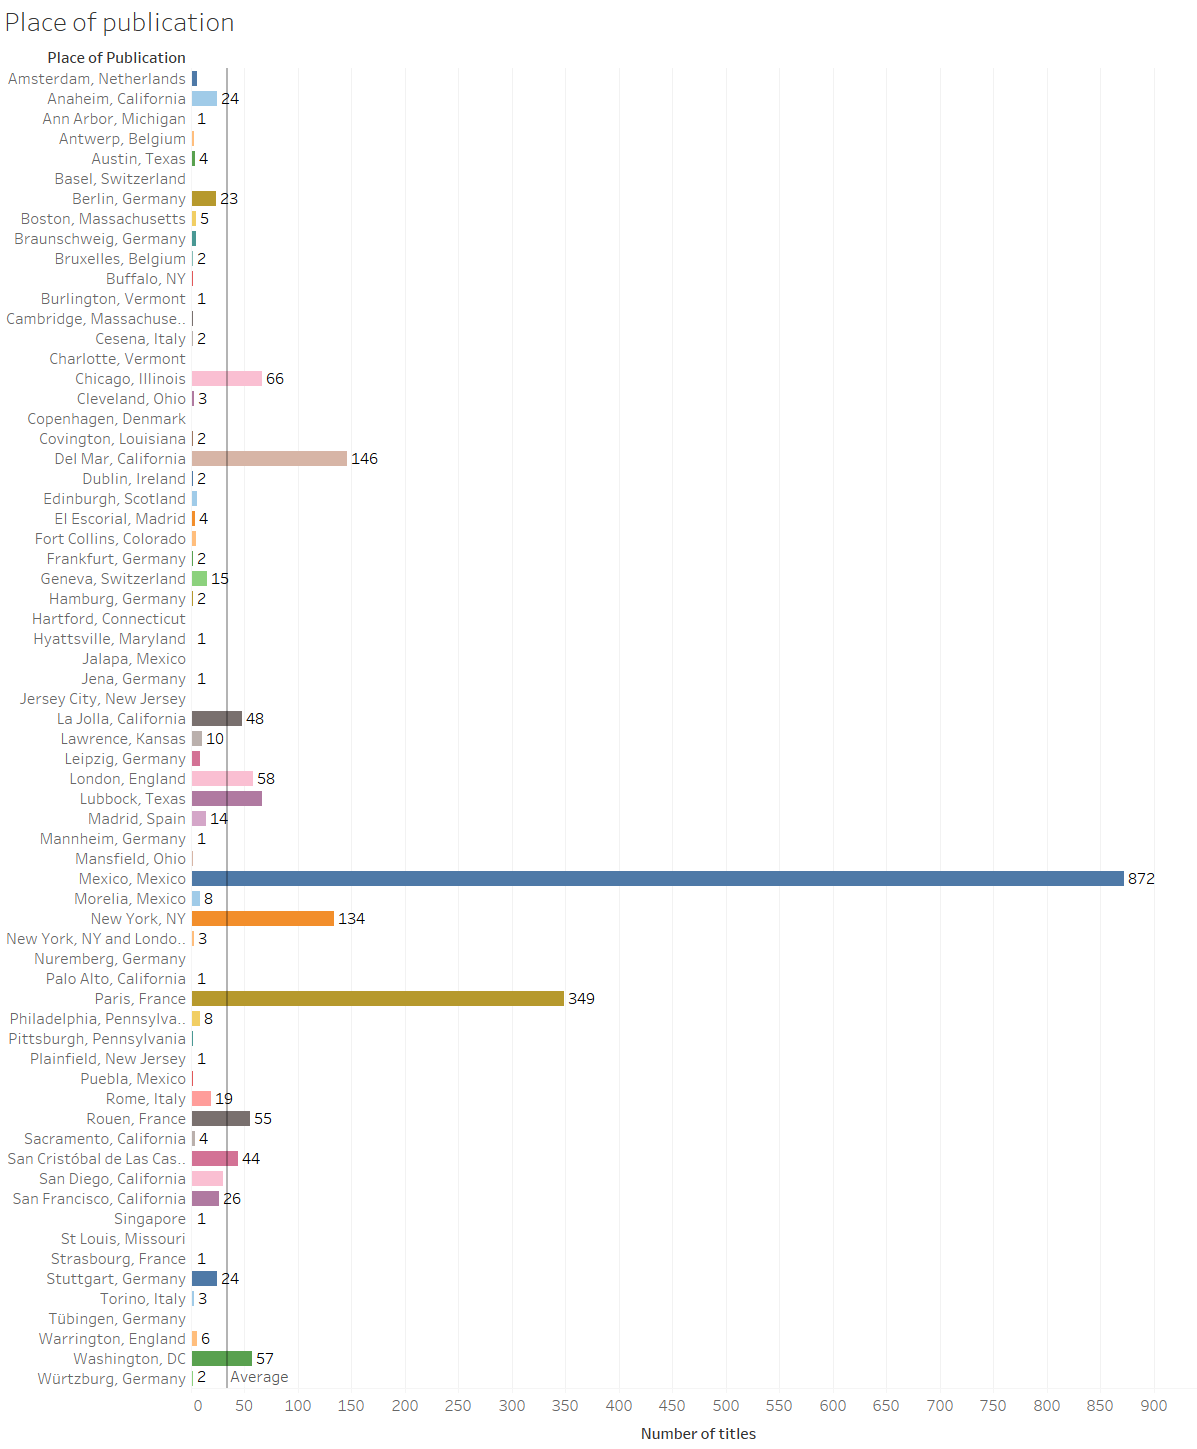 Place of publication
Place of Publication
Amsterdam, Netherlands
Anaheim, California 24
Ann Arbor, Michigan 1
Antwerp, Belgium
Austin, Texas 4
Basel, Switzerland
Berlin, Germany 23
Boston, Massachusetts 5
Braunschweig, Germany
Bruxelles, Belgium 2
Buffalo, NY
Burlington, Vermont 1
Cambridge, Massachuse..
Cesena, Italy 2
Charlotte, Vermont
Chicago, Illinois 66
Cleveland, Ohio 3
Copenhagen, Denmark
Covington, Louisiana 2
Del Mar, California 146
Dublin, Ireland 2
Edinburgh, Scotland
El Escorial, Madrid 4
Fort Collins, Colorado
Frankfurt, Germany 2
Geneva, Switzerland 15
Hamburg, Germany 2
Hartford, Connecticut
Hyattsville, Maryland 1
Jalapa, Mexico
Jena, Germany 1
Jersey City, New Jersey
La Jolla, California 48
Lawrence, Kansas 10
Leipzig, Germany
London, England 58
Lubbock, Texas
Madrid, Spain 14
Mannheim, Germany 1
Mansfield, Ohio
Mexico, Mexico 872
Morelia, Mexico 8
New York, NY 134
New York, NY and Londo.. 3
Nuremberg, Germany
Palo Alto, California 1
Paris, France 349
Philadelphia, Pennsylva.. 8
Pittsburgh, Pennsylvania
Plainfield, New Jersey 1
Puebla, Mexico
Rome, Italy 19
Rouen, France 55
Sacramento, California 4
San Cristóbal de Las Cas.. 44
San Diego, California
San Francisco, California 26
Singapore 1
St Louis, Missouri
Strasbourg, France 1
Stuttgart, Germany 24
Torino, Italy 3
Tübingen, Germany
Warrington, England 6
Washington, DC 57
Würtzburg, Germany 2 Average
0 50 100 150 200 250 300 350 400 450 500 550 600 650 700 750 800 850 900
Number of titles